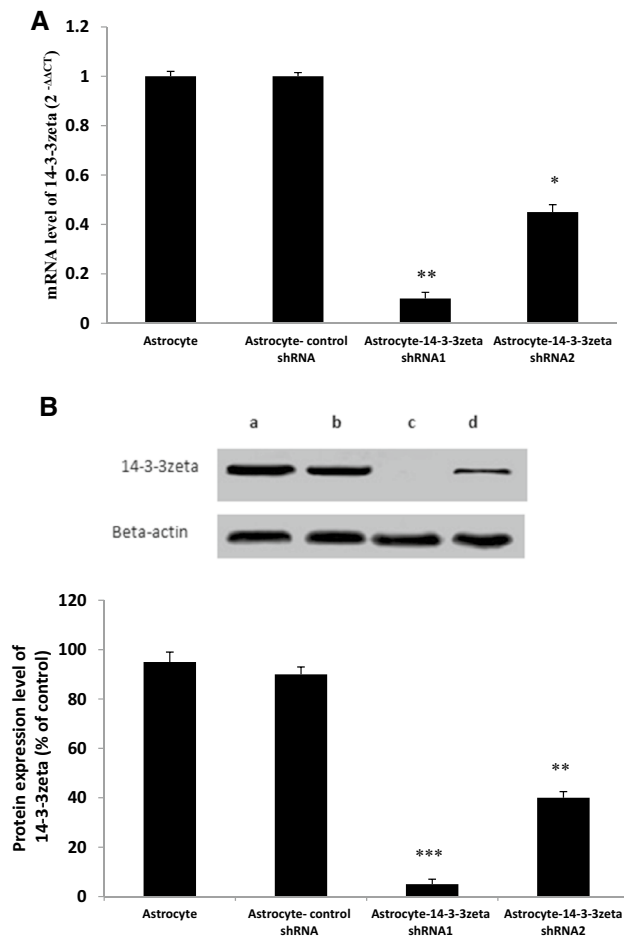 A
mRNA level of 14-3-3zeta (2 -ΔΔCT)
1.2
1
0.8
0.6
0.4
0.2
0
**
*
Astrocyte
Astrocyte- control
shRNA
Astrocyte-14-3-3zeta
shRNA1
Astrocyte-14-3-3zeta
shRNA2
B
a b c d
14-3-3zeta
Beta-actin
Protein expression level of
14-3-3zeta (% of control)
120
100
80
60
40
20
0
***
**
Astrocyte
Astrocyte- control
shRNA
Astrocyte-14-3-3zeta
shRNA1
Astrocyte-14-3-3zeta
shRNA2